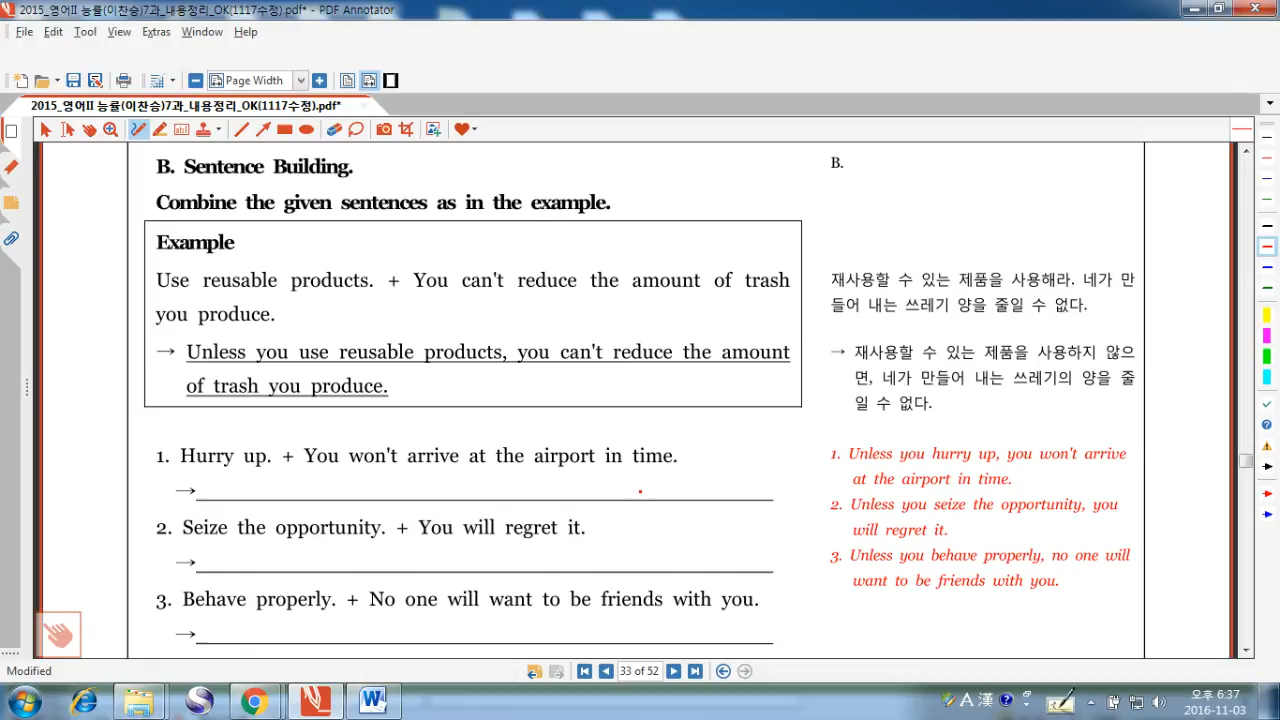 2015_영어II 능률(이찬승)7과_내용정리_OK(1117수정).pdf* - PDF Annotator
File Edit Tool View Extras Window Help
Page Width
2015_영어II 능률(이찬승)7과_내용정리_OK(1117수정).pdf*
B. Sentence Building.
Combine the given sentences as in the example.
Example
Use reusable products. + You can't reduce the amount of trash
you produce.
→ Unless you use reusable products, you can't reduce the amount
of trash you produce.
1. Hurry up. + You won't arrive at the airport in time.
→
2. Seize the opportunity. + You will regret it.
→
3. Behave properly. + No one will want to be friends with you.
→
B.
재사용할 수 있는 제품을 사용해라. 네가 만
들어 내는 쓰레기 양을 줄일 수 없다.
→ 재사용할 수 있는 제품을 사용하지 않으
면, 네가 만들어 내는 쓰레기의 양을 줄
일 수 없다.
1. Unless you hurry up, you won't arrive
at the airport in time.
2. Unless you seize the opportunity, you
will regret it.
3. Unless you behave properly, no one will
want to be friends with you.
Modified
33 of 52
A 漢
오후 6:37
2016-11-03